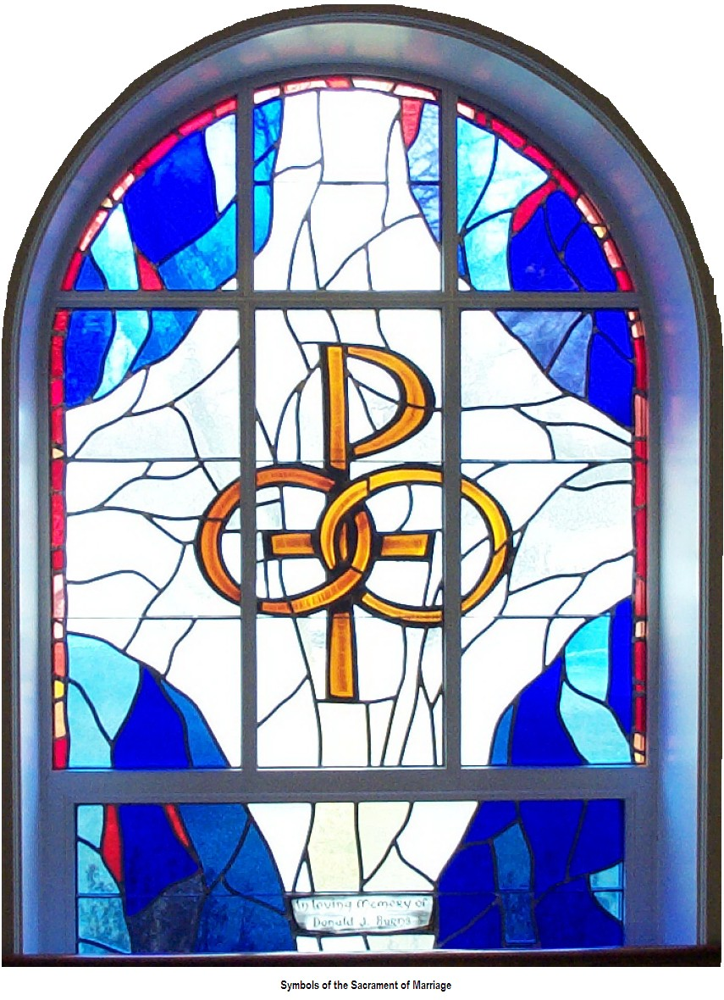 In loving Memory of
Donald J. Burns
Symbols of the Sacrament of Marriage